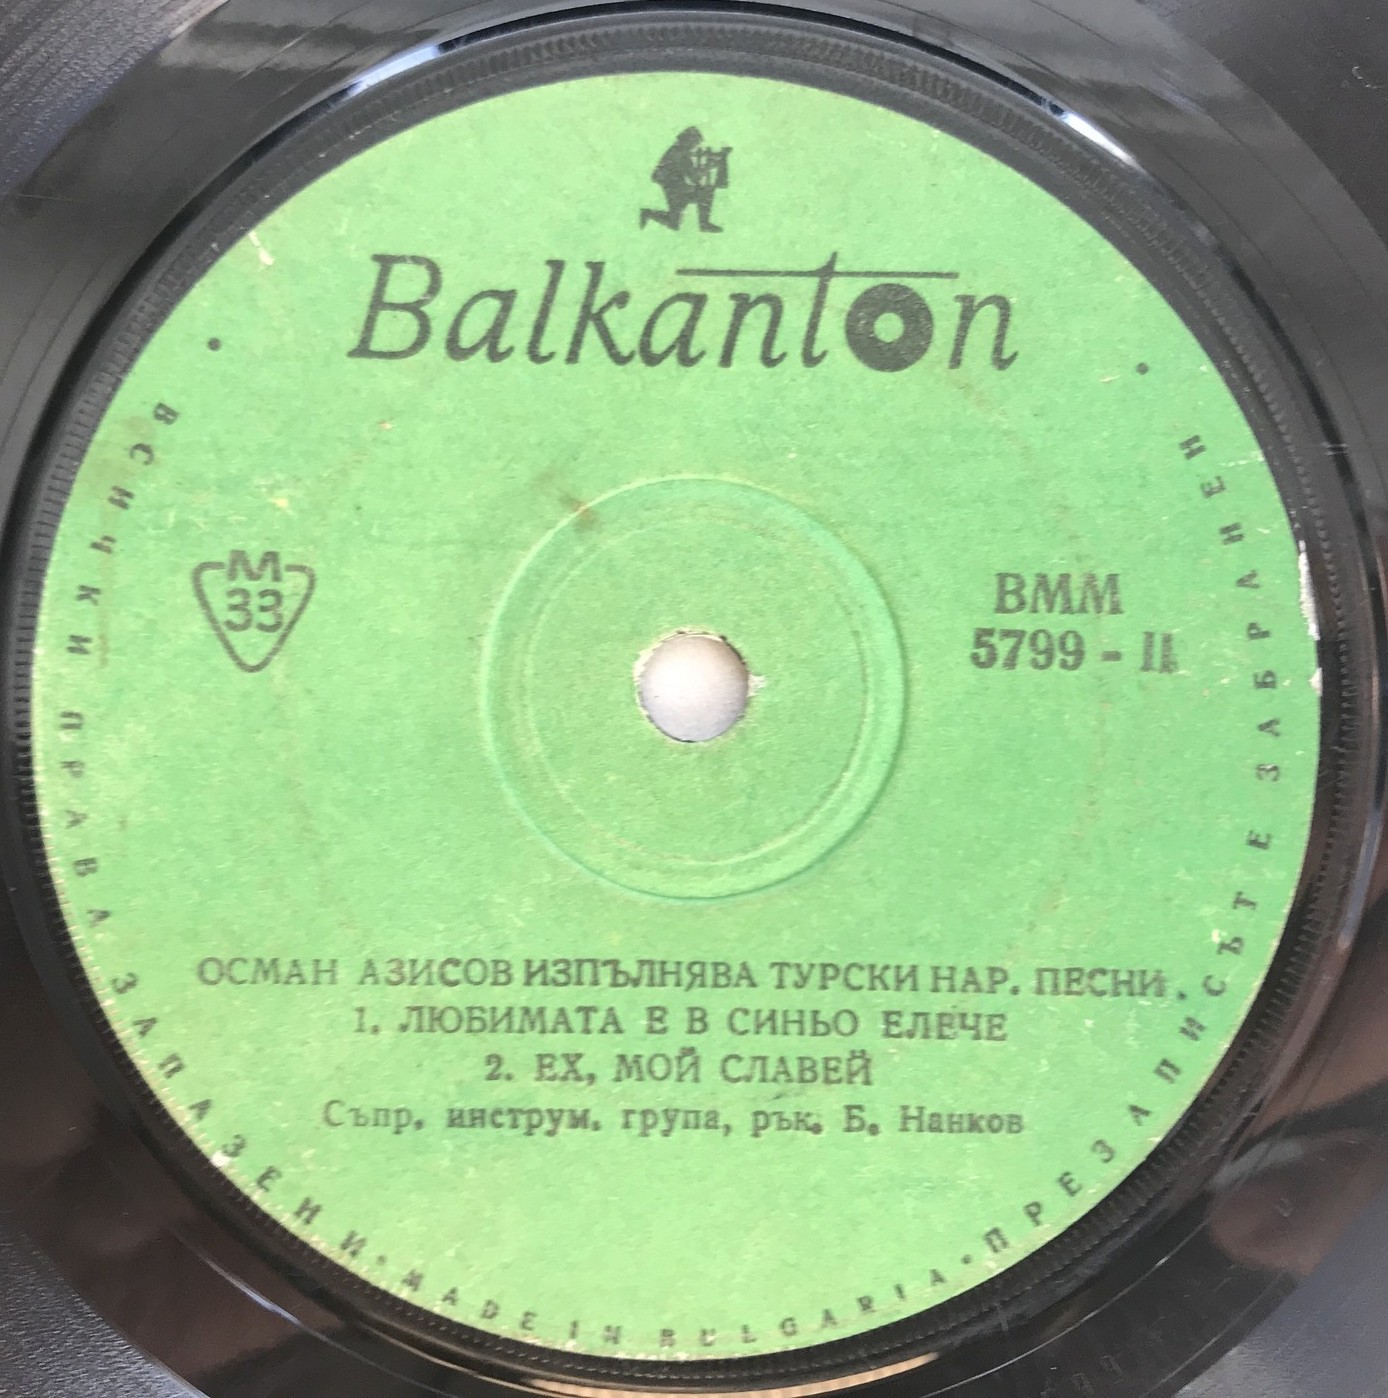 Balkanton
M
33
ВММ
5799 - II
ОСМАН АЗИСОВ ИЗПЪЛНЯВА ТУРСКИ НАР. ПЕСНИ.
1. ЛЮБИМАТА Е В СИНЬО ЕЛЕЧЕ
2. ЕХ, МОЙ СЛАВЕЙ
Съпр. инструм. група, рък. Б. Нанков
• ВСИЧКИ ПРАВА ЗАПАЗЕНИ • MADE IN BULGARIA • ПРЕЗАПИСЪТ Е ЗАБРАНЕН •